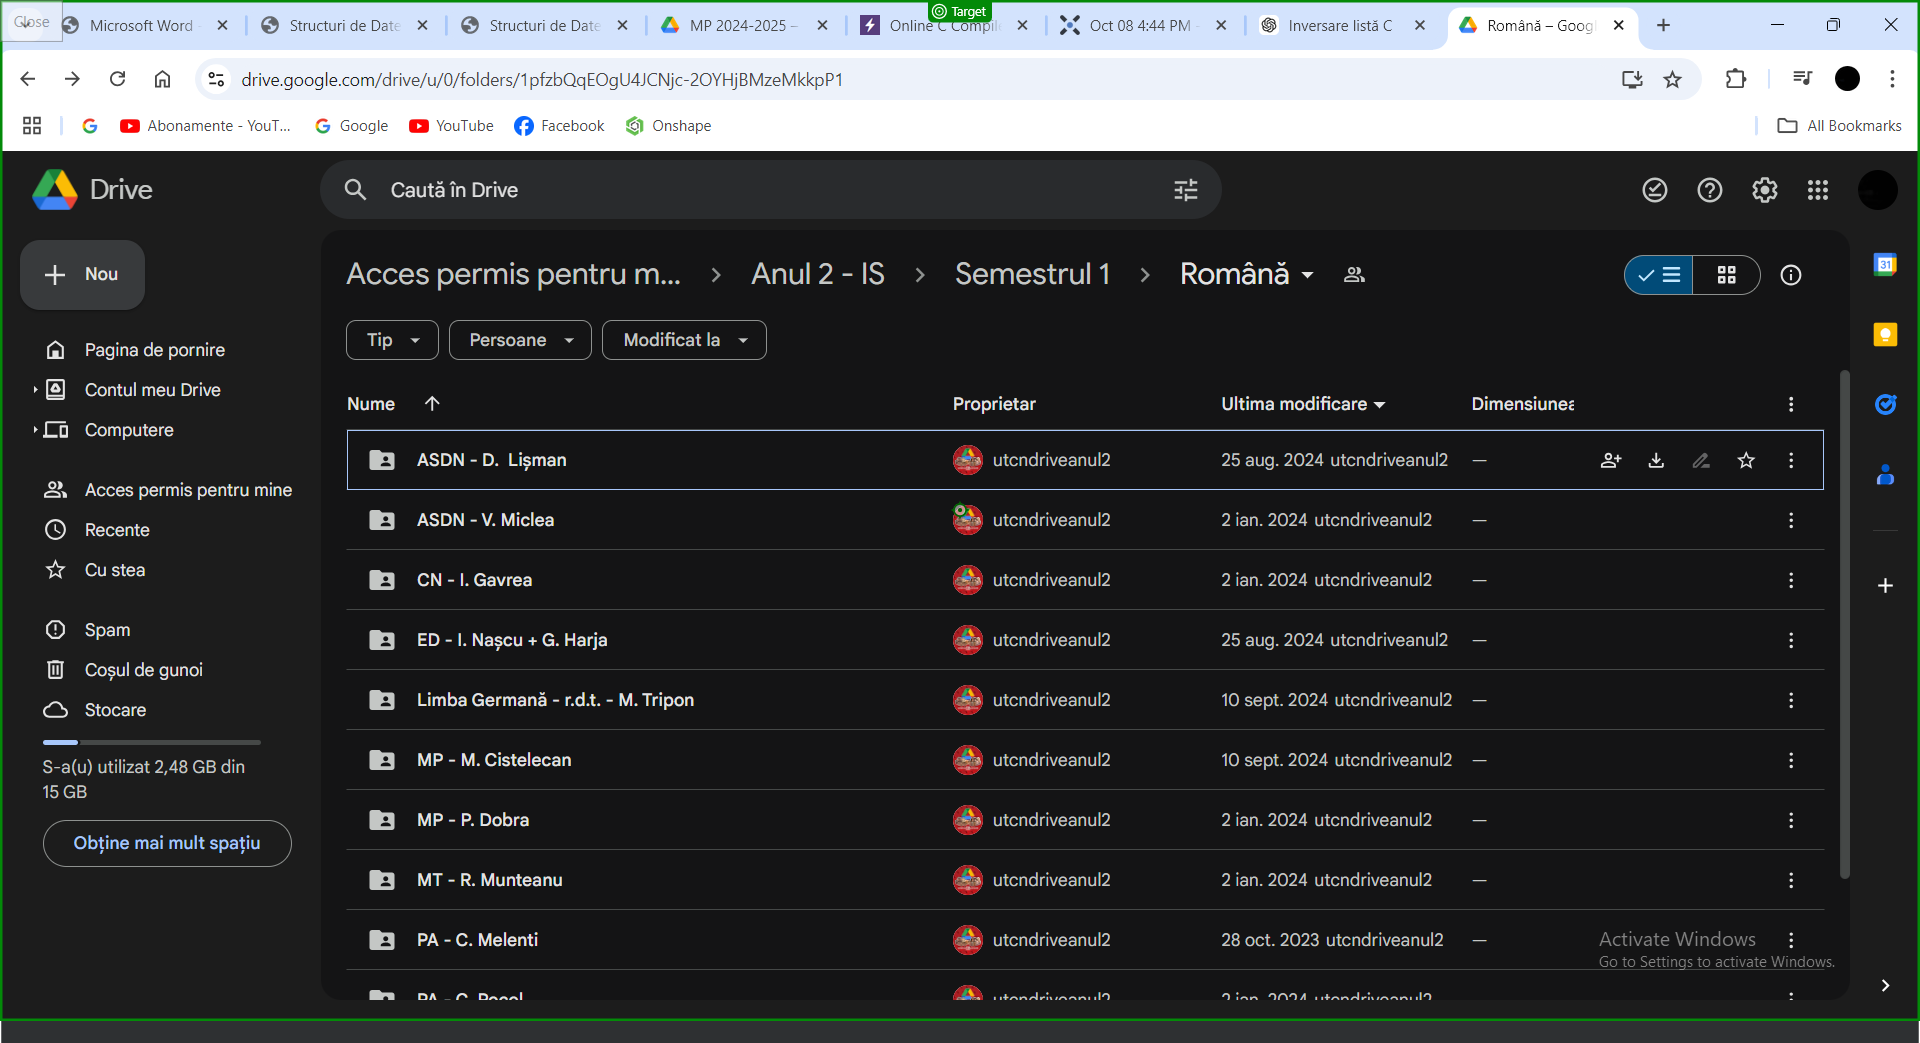 Close
Target
Microsoft Word
Structuri de Date
Structuri de Date
MP 2024-2025 –
Online C Compile
Oct 08 4:44 PM
Inversare listă C
Română – Goog
drive.google.com/drive/u/0/folders/1pfzbQqEOgU4JCNjc-2OYHjBMzeMkkpP1
Abonamente - YouT...
Google
YouTube
Facebook
Onshape
All Bookmarks
Drive
Caută în Drive
Nou
Acces permis pentru m...
Anul 2 - IS
Semestrul 1
Română
Tip
Persoane
Modificat la
Pagina de pornire
Contul meu Drive
Computere
Acces permis pentru mine
Recente
Cu stea
Spam
Coșul de gunoi
Stocare
S-a(u) utilizat 2,48 GB din
15 GB
Obține mai mult spațiu
Nume Proprietar Ultima modificare Dimensiunea
ASDN - D. Lișman utcndriveanul2 25 aug. 2024 utcndriveanul2 —
ASDN - V. Miclea utcndriveanul2 2 ian. 2024 utcndriveanul2 —
CN - I. Gavrea utcndriveanul2 2 ian. 2024 utcndriveanul2 —
ED - I. Nașcu + G. Harja utcndriveanul2 25 aug. 2024 utcndriveanul2 —
Limba Germană - r.d.t. - M. Tripon utcndriveanul2 10 sept. 2024 utcndriveanul2 —
MP - M. Cistelecan utcndriveanul2 10 sept. 2024 utcndriveanul2 —
MP - P. Dobra utcndriveanul2 2 ian. 2024 utcndriveanul2 —
MT - R. Munteanu utcndriveanul2 2 ian. 2024 utcndriveanul2 —
PA - C. Melenti utcndriveanul2 28 oct. 2023 utcndriveanul2 —
PA - C. Pocol utcndriveanul2 2 ian. 2024 utcndriveanul2
31
Activate Windows
Go to Settings to activate Windows.